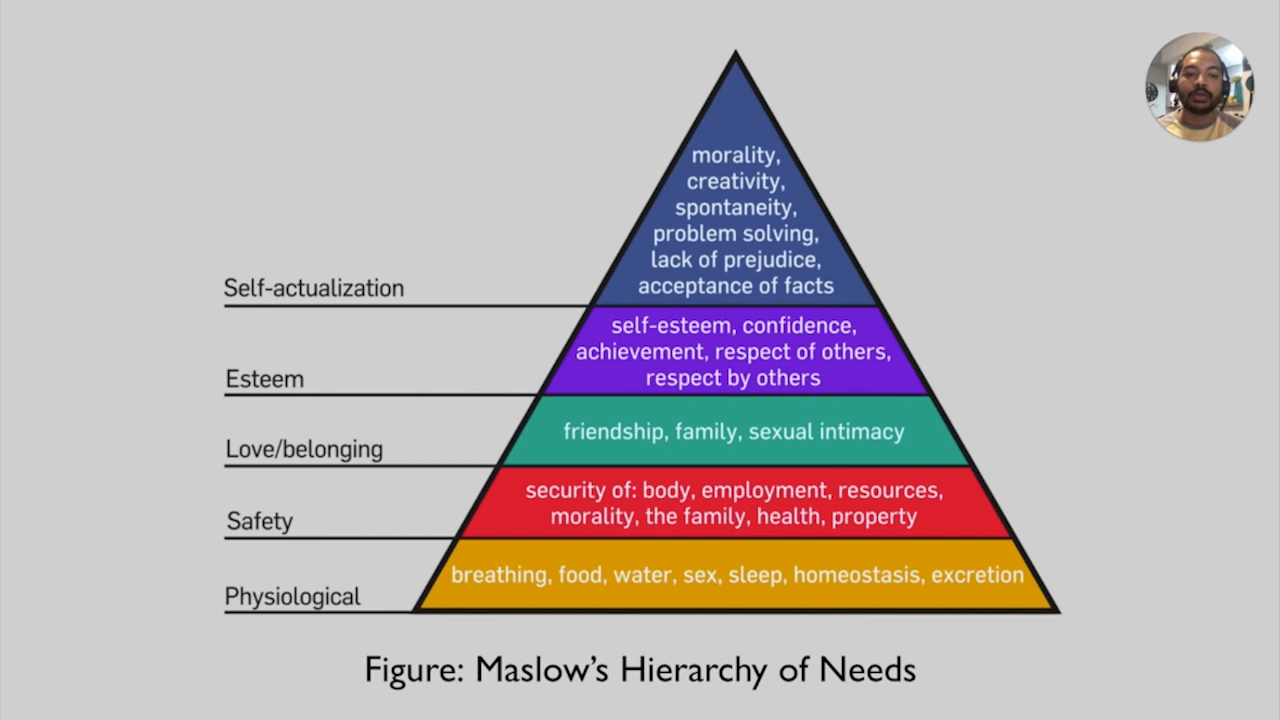 morality,
creativity,
spontaneity,
problem solving,
lack of prejudice,
acceptance of facts
Self-actualization
self-esteem, confidence,
achievement, respect of others,
respect by others
Esteem
friendship, family, sexual intimacy
Love/belonging
security of: body, employment, resources,
morality, the family, health, property
Safety
breathing, food, water, sex, sleep, homeostasis, excretion
Physiological
Figure: Maslow’s Hierarchy of Needs